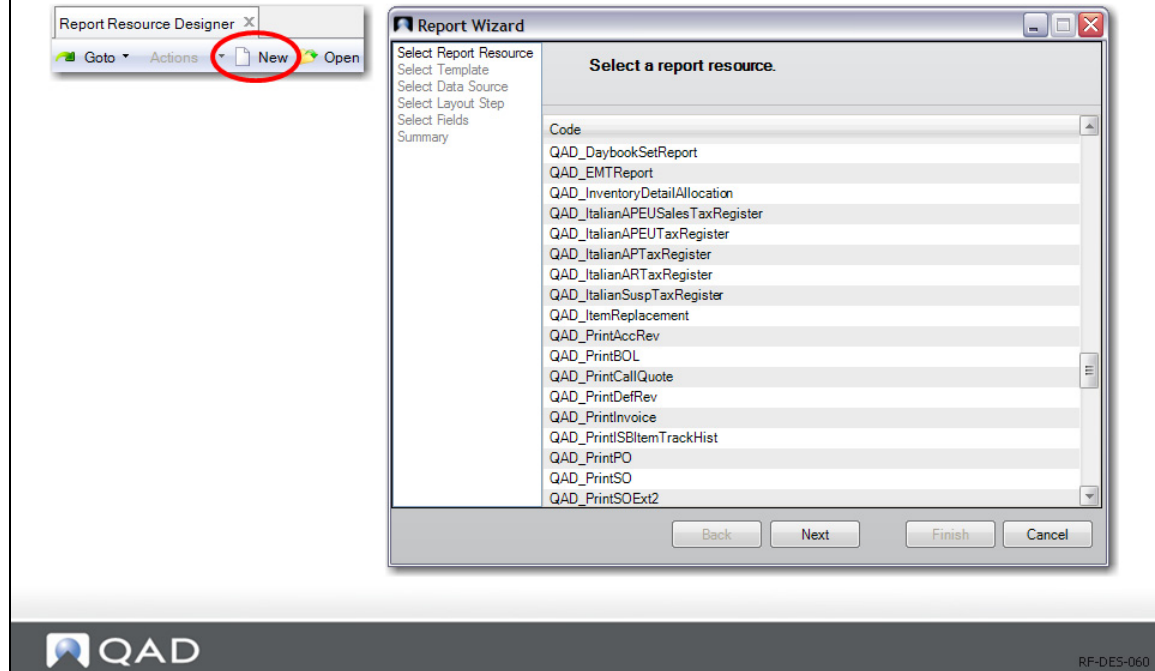 Report Resource Designer X
Goto Actions New Open
Report Wizard
Select Report Resource
Select Template
Select Data Source
Select Layout Step
Select Fields
Summary
Select a report resource.
Code
QAD_DaybookSetReport
QAD_EMTReport
QAD_InventoryDetailAllocation
QAD_ItalianAPEUSalesTaxRegister
QAD_ItalianAPEUTaxRegister
QAD_ItalianAPTaxRegister
QAD_ItalianARTaxRegister
QAD_ItalianSuspTaxRegister
QAD_ItemReplacement
QAD_PrintAccRev
QAD_PrintBOL
QAD_PrintCallQuote
QAD_PrintDefRev
QAD_PrintInvoice
QAD_PrintISBItemTrackHist
QAD_PrintPO
QAD_PrintSO
QAD_PrintSOExt2
Back Next Finish Cancel
QAD
RF-DES-060